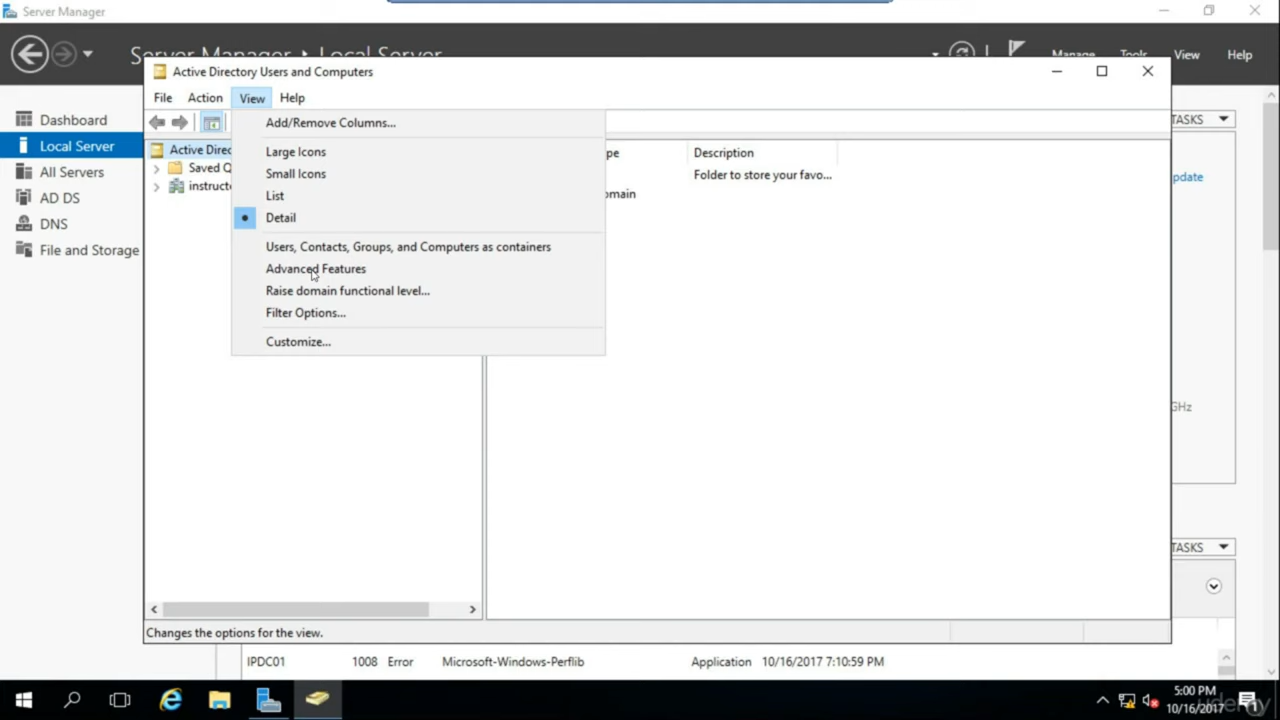 Server Manager
Server Manager • Local Server
Manage Tools View Help
Active Directory Users and Computers
File Action View Help
Dashboard
Local Server
All Servers
AD DS
DNS
File and Storage
Active Direc
Saved Q
instructo
Add/Remove Columns...
Large Icons
Small Icons
List
Detail
Users, Contacts, Groups, and Computers as containers
Advanced Features
Raise domain functional level...
Filter Options...
Customize...
pe Description
Folder to store your favo...
omain
TASKS
pdate
GHz
TASKS
Changes the options for the view.
IPDC01 1008 Error Microsoft-Windows-Perflib Application 10/16/2017 7:10:59 PM
5:00 PM
10/16/2017
1
udemy